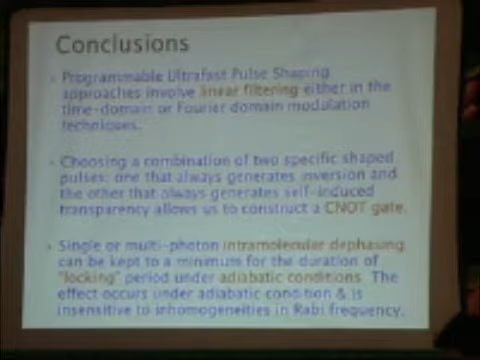 Conclusions
Programmable Ultrafast Pulse Shaping
approaches involve linear filtering either in the
time-domain or Fourier domain modulation
techniques.
Choosing a combination of two specific shaped
pulses: one that always generates inversion and
the other that always generates self-induced
transparency allows us to construct a CNOT gate.
Single or multi-photon intramolecular dephasing
can be kept to a minimum for the duration of
"locking" period under adiabatic conditions. The
effect occurs under adiabatic condition & is
insensitive to inhomogeneities in Rabi frequency.